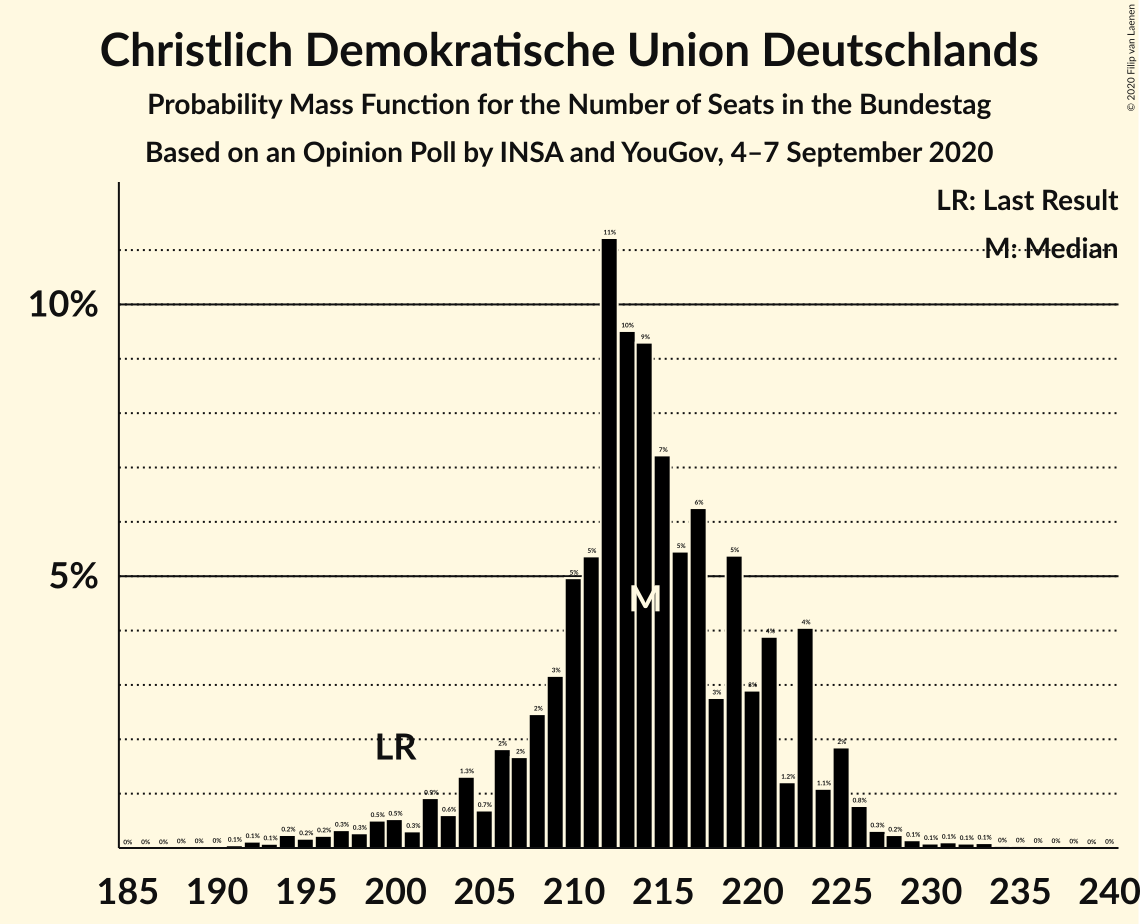 Christlich Demokratische Union Deutschlands
Probability Mass Function for the Number of Seats in the Bundestag
Based on an Opinion Poll by INSA and YouGov, 4–7 September 2020
© 2020 Filip van Laenen
LR: Last Result
M: Median
10%
5%
0% 0% 0% 0% 0% 0% 0.1% 0.1% 0.1% 0.2% 0.2% 0.2% 0.3% 0.3% 0.5% 0.5% 0.3% 0.9% 0.6% 1.3% 0.7% 2% 2% 2% 3% 5% 5% 11% 10% 9% 7% 5% 6% 3% 5% 3% 4% 1.2% 4% 1.1% 2% 0.8% 0.3% 0.2% 0.1% 0.1% 0.1% 0.1% 0.1% 0% 0% 0% 0% 0% 0% 0%
LR
M
185 190 195 200 205 210 215 220 225 230 235 240